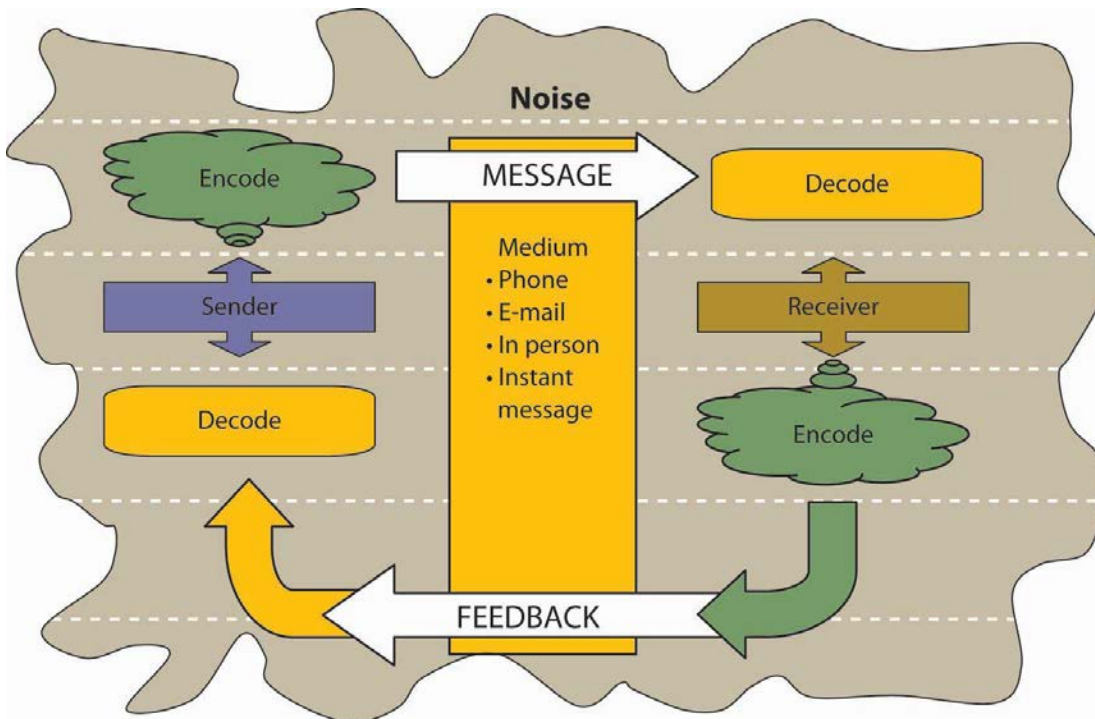 Noise
Encode
MESSAGE
Decode
Medium
• Phone
• E-mail
• In person
• Instant
message
Sender
Receiver
Decode
Encode
FEEDBACK